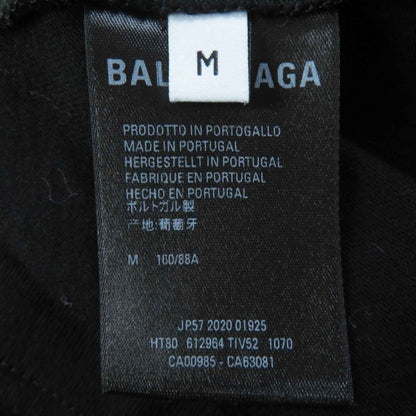 M
BAL AGA
PRODOTTO IN PORTOGALLO
MADE IN PORTUGAL
HERGESTELLT IN PORTUGAL
FABRIQUE EN PORTUGAL
HECHO EN PORTUGAL
ポルトガル製
产地:葡萄牙
M 160/88A
JP57 2020 01925
HT80 612964 TIV52 1070
CA00985 - CA63081